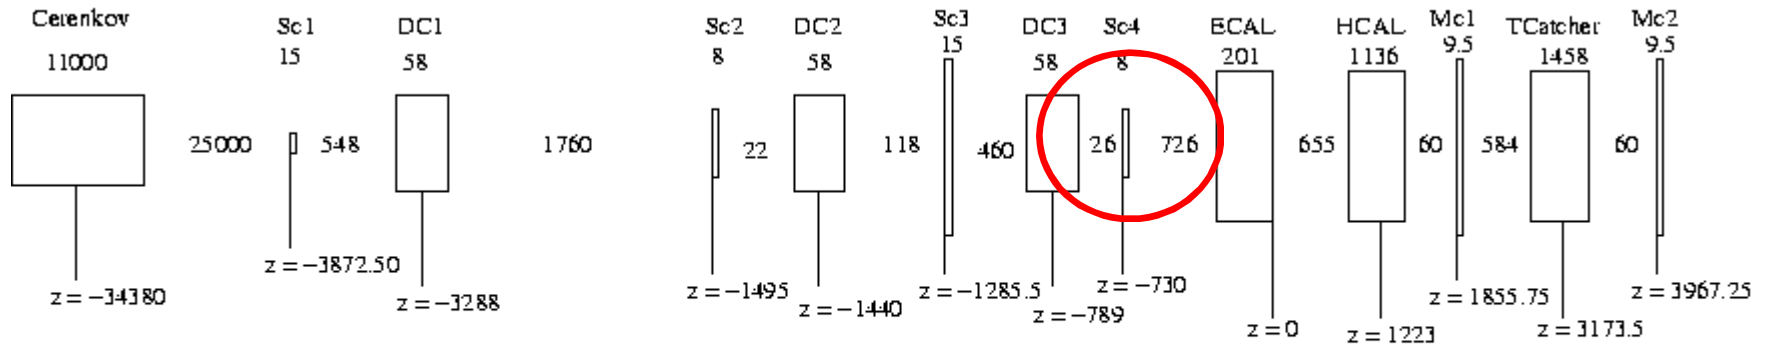 Cerenkov Sc1 DC1 Sc2 DC2 Sc3 DC3 Sc4 ECAL HCAL Mc1 TCatcher Mc2
11000 15 58 8 58 15 58 8 201 1136 9.5 1458 9.5
25000 548 1760 22 118 460 26 726 655 60 584 60
z = −34380 z = −3872.50 z = −3288 z = −1495 z = −1440 z = −1285.5 z = −789 z = −730 z = 0 z = 1223 z = 1855.75 z = 3173.5 z = 3967.25